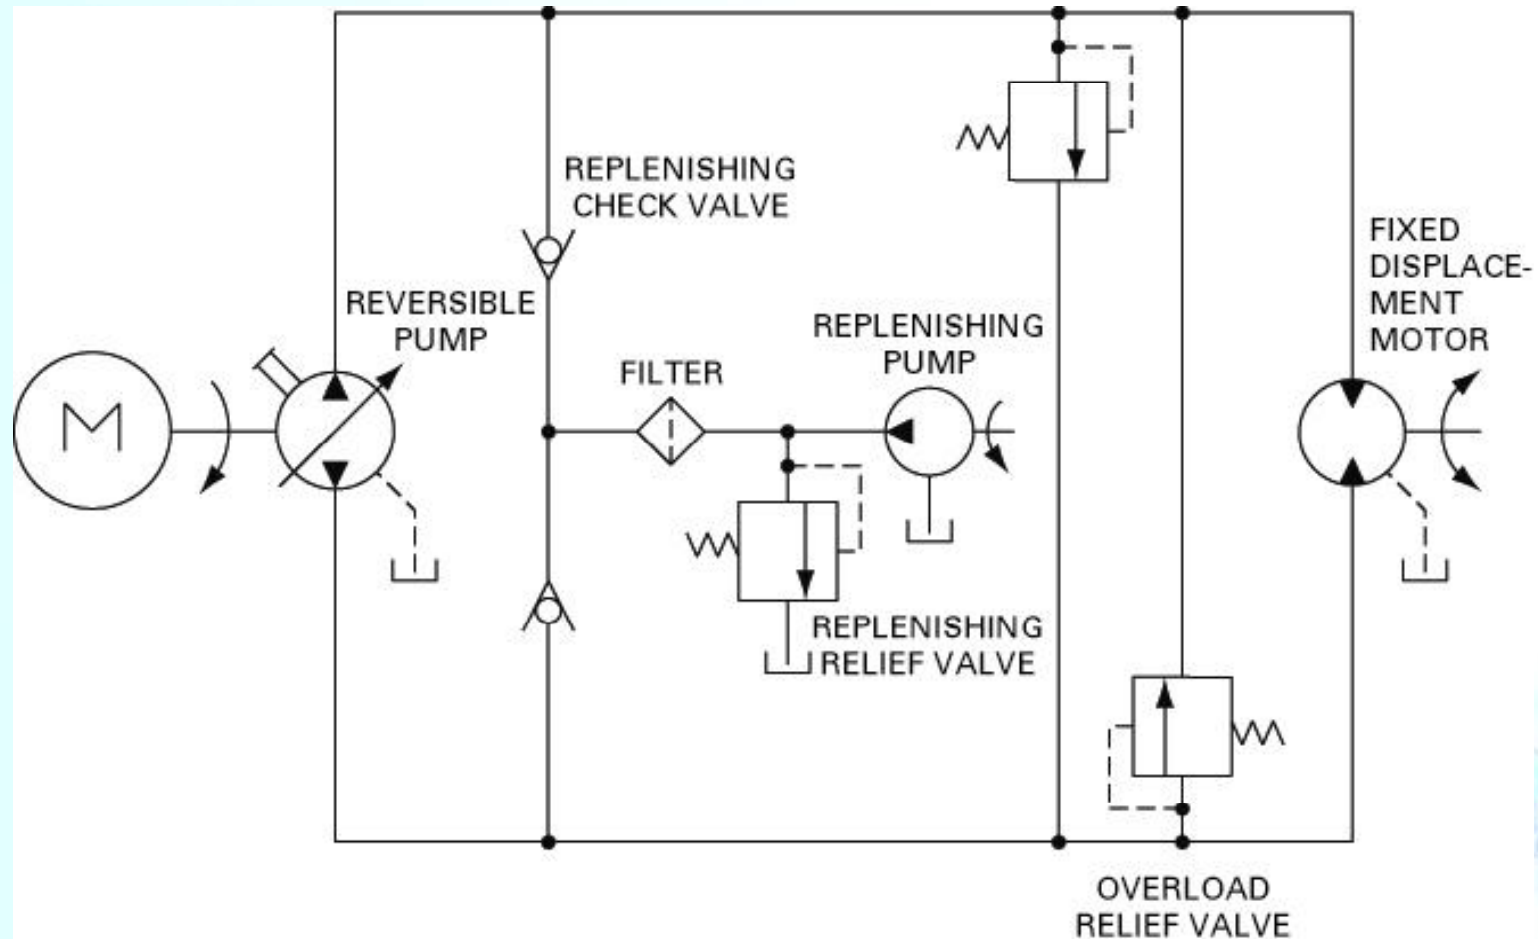 REPLENISHING
CHECK VALVE
REVERSIBLE
PUMP
M
FILTER
REPLENISHING
PUMP
FIXED
DISPLACE-
MENT
MOTOR
REPLENISHING
RELIEF VALVE
OVERLOAD
RELIEF VALVE